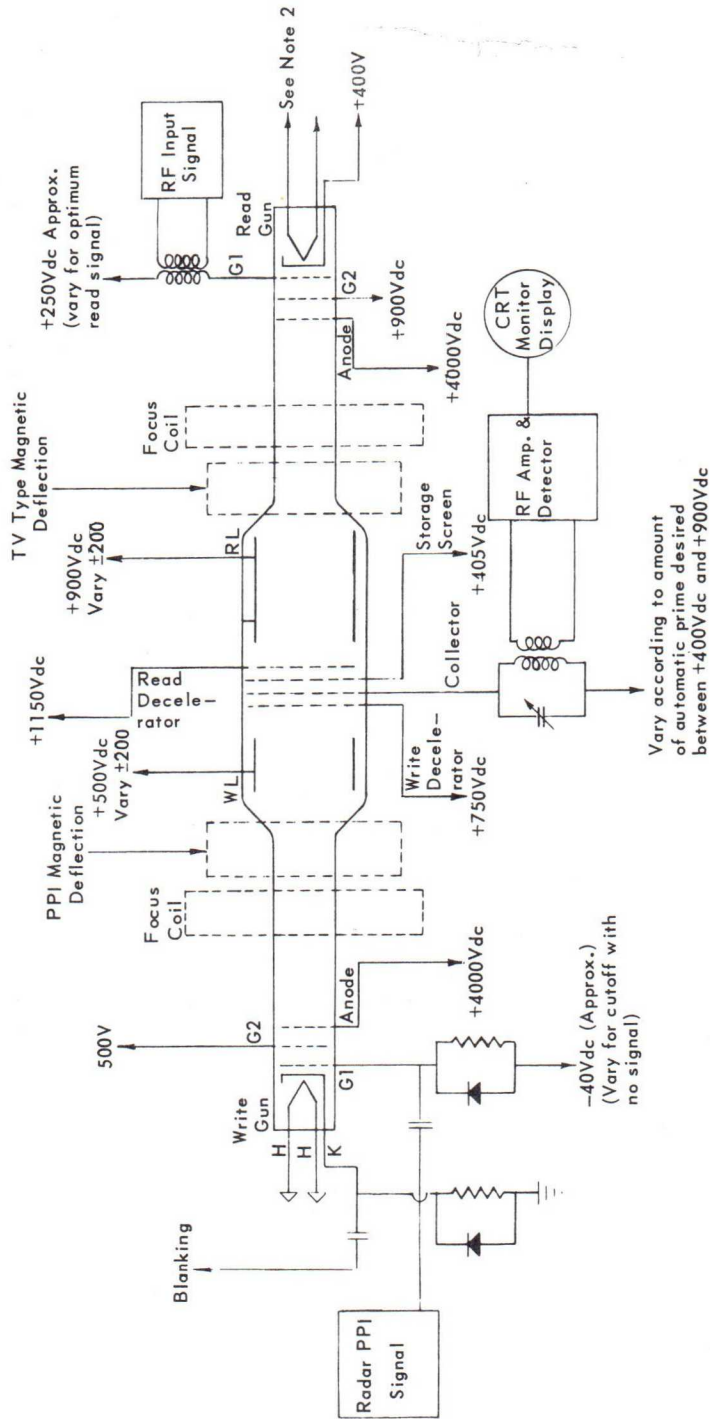 +250Vdc Approx.
(vary for optimum
read signal)
RF Input
Signal
G1
Read
Gun
See Note 2
+400V
G2
+900Vdc
Anode
+4000Vdc
Focus
Coil
TV Type Magnetic
Deflection
+900Vdc
Vary ±200
RL
+1150Vdc
Read
Decele-
rator
+500Vdc
Vary ±200
WL
Storage
Screen
+405Vdc
Collector
Write
Decele-
rator
+750Vdc
CRT
Monitor
Display
RF Amp. &
Detector
Vary according to amount
of automatic prime desired
between +400Vdc and +900Vdc
PPI Magnetic
Deflection
Focus
Coil
500V
G2
Anode
+4000Vdc
Write
Gun
G1
H
H
K
-40Vdc (Approx.)
(Vary for cutoff with
no signal)
Blanking
Radar PPI
Signal